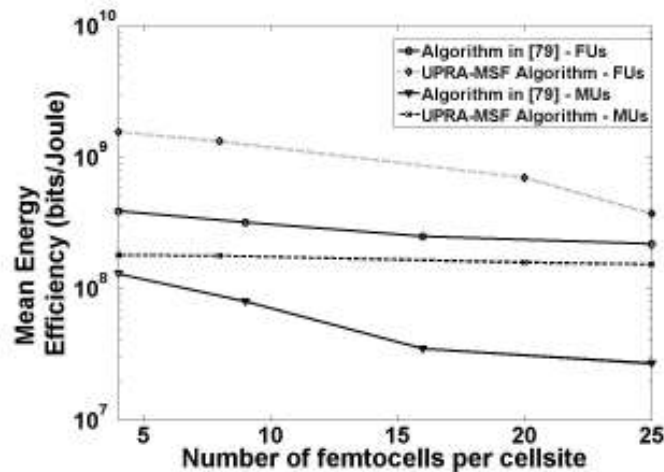 10^10
Algorithm in [79] - FUs
UPRA-MSF Algorithm - FUs
Algorithm in [79] - MUs
UPRA-MSF Algorithm - MUs
10^9
10^8
10^7
Mean Energy
Efficiency (bits/Joule)
5 10 15 20 25
Number of femtocells per cellsite